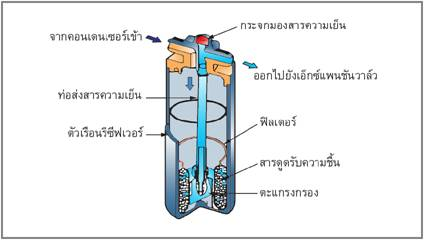 กระจกมองสารความเย็น
จากคอนเดนเซอร์เข้า
ออกไปยังเอ็กซ์แพนชันวาล์ว
ท่อส่งสารความเย็น
ฟิลเตอร์
ตัวเรือนรีซีฟเวอร์
สารดูดรับความชื้น
ตะแกรงกรอง